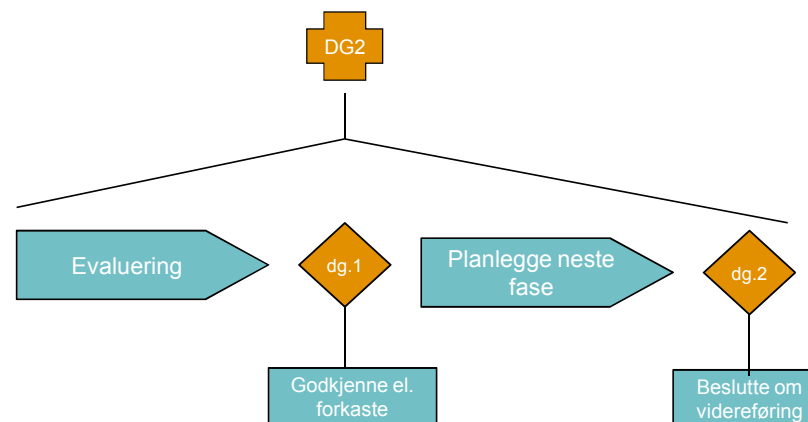 DG2
Evaluering
dg.1
Planlegge neste
fase
dg.2
Godkjenne el.
forkaste
Beslutte om
videreføring